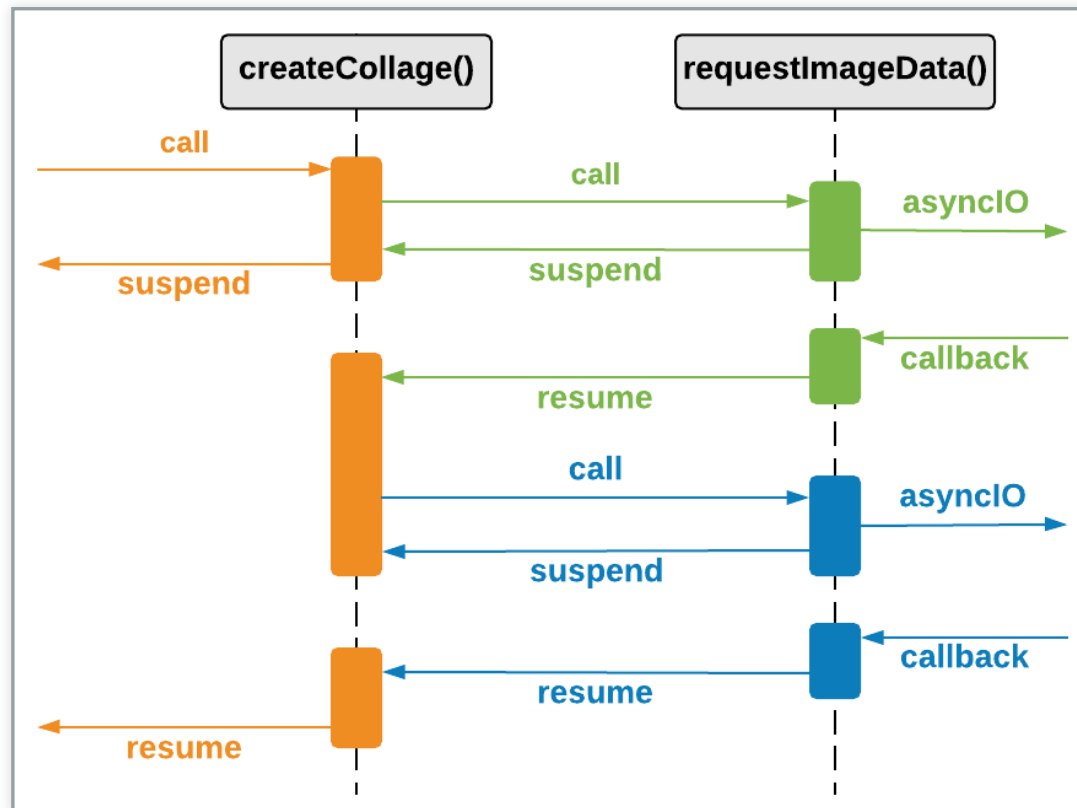 createCollage()
requestImageData()
call
call
asyncIO
suspend
suspend
callback
resume
call
asyncIO
suspend
callback
resume
resume